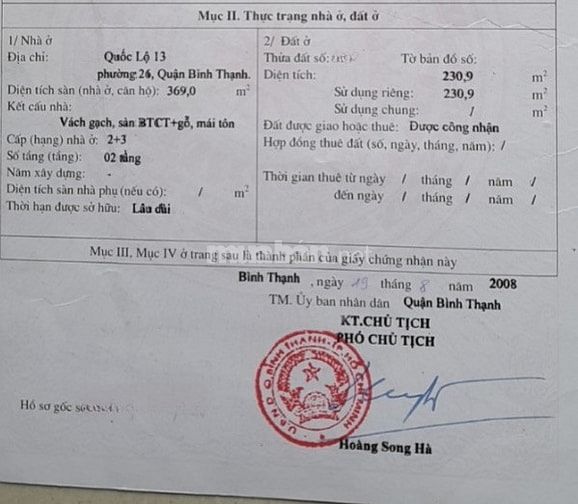 Mục II. Thực trạng nhà ở, đất ở
1/ Nhà ở
Địa chỉ: Quốc Lộ 13
phường 26, Quận Bình Thạnh.
Diện tích sàn (nhà ở, căn hộ): 369,0 m²
Kết cấu nhà:
Vách gạch, sàn BTCT+gỗ, mái tôn
Cấp (hạng) nhà ở: 2+3
Số tầng (tầng): 02 tầng
Năm xây dựng: -
Diện tích sàn nhà phụ (nếu có): / m²
Thời hạn được sở hữu: Lâu dài
2/ Đất ở
Thửa đất số: Tờ bản đồ số:
Diện tích: 230,9 m²
Sử dụng riêng: 230,9 m²
Sử dụng chung: / m²
Đất được giao hoặc thuê: Được công nhận
Hợp đồng thuê đất (số, ngày, tháng, năm): /
Thời gian thuê từ ngày / tháng / năm /
đến ngày / tháng / năm /
Mục III, Mục IV ở trang sau là thành phần của giấy chứng nhận này
Bình Thạnh, ngày 19 tháng 8 năm 2008
TM. Ủy ban nhân dân Quận Bình Thạnh
KT.CHỦ TỊCH
PHÓ CHỦ TỊCH
U.B.N.D Q.BÌNH THẠNH-TP.HỒ CHÍ MINH
Hồ sơ gốc số
Hoàng Song Hà